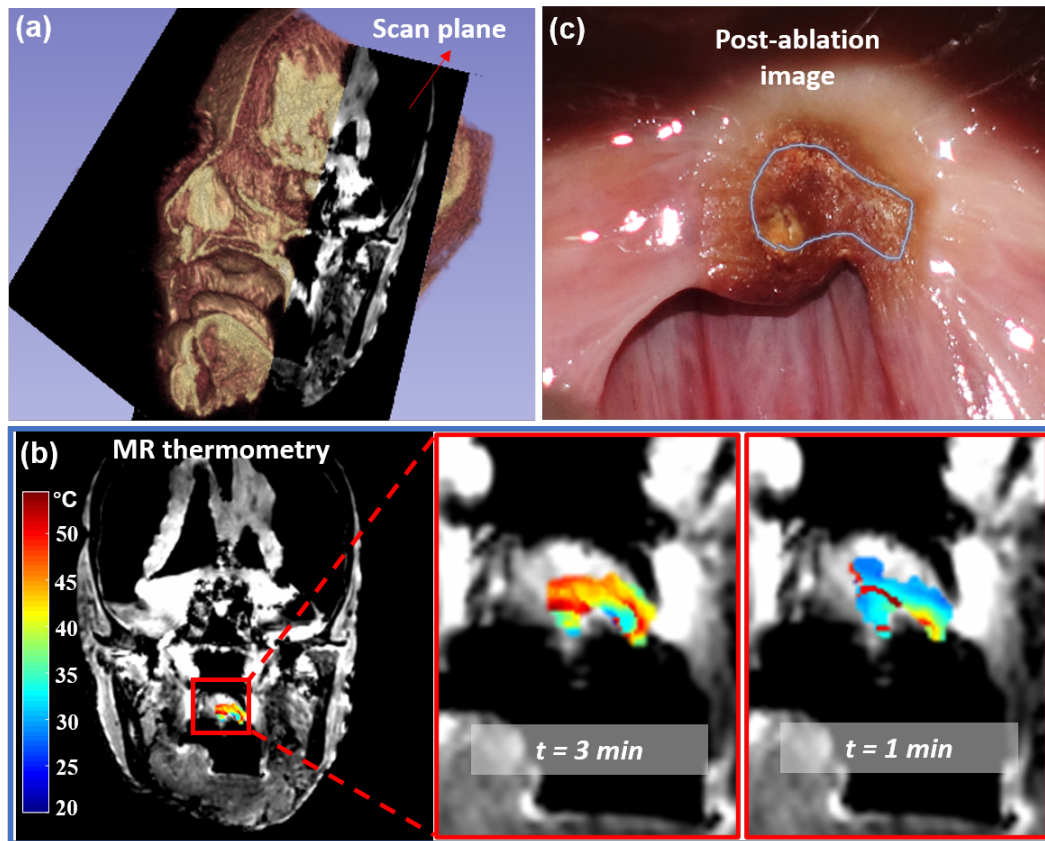 (a)
Scan plane
(c)
Post-ablation
image
(b)
MR thermometry
°C
50
45
40
35
30
25
20
t = 3 min
t = 1 min